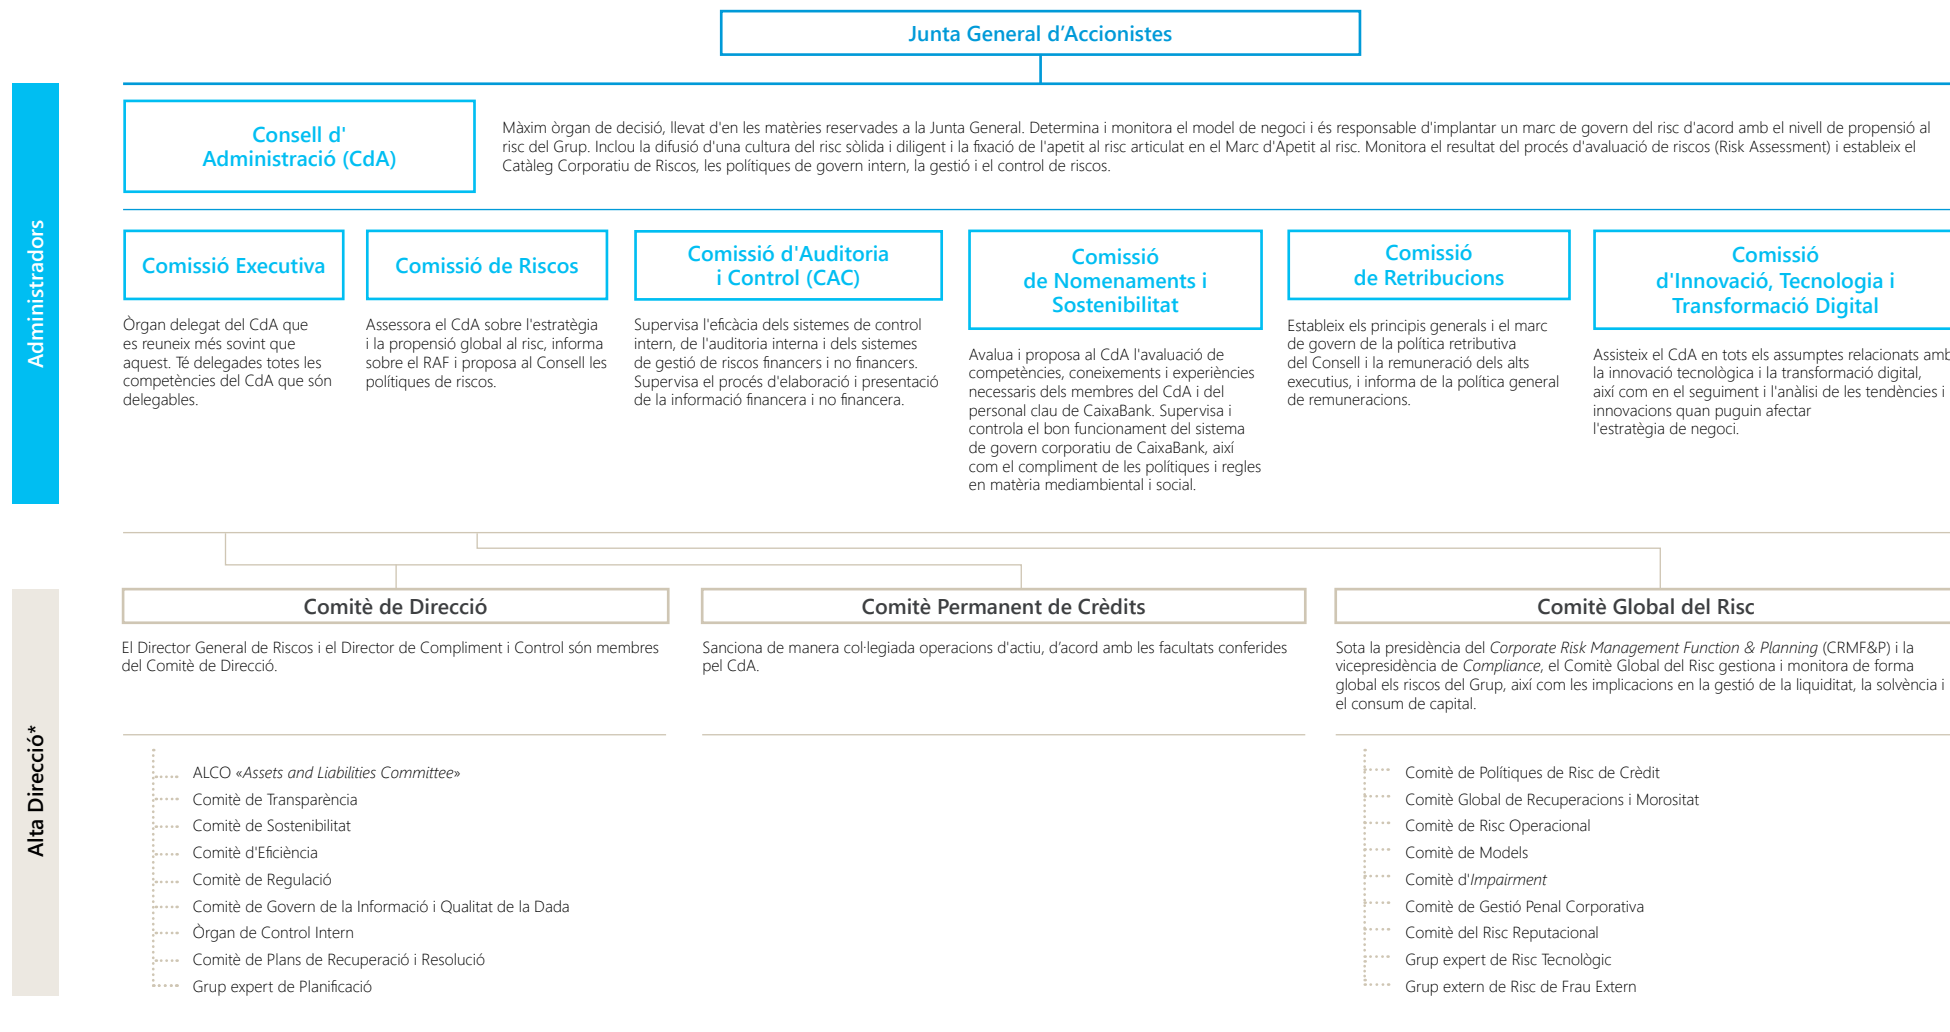 Junta General d’Accionistes
Administradors
Consell d'
Administració (CdA)
Màxim òrgan de decisió, llevat d'en les matèries reservades a la Junta General. Determina i monitora el model de negoci i és responsable d'implantar un marc de govern del risc d'acord amb el nivell de propensió al
risc del Grup. Inclou la difusió d'una cultura del risc sòlida i diligent i la fixació de l'apetit al risc articulat en el Marc d'Apetit al risc. Monitora el resultat del procés d'avaluació de riscos (Risk Assessment) i estableix el
Catàleg Corporatiu de Riscos, les polítiques de govern intern, la gestió i el control de riscos.
Comissió Executiva
Òrgan delegat del CdA que
es reuneix més sovint que
aquest. Té delegades totes les
competències del CdA que són
delegables.
Comissió de Riscos
Assessora el CdA sobre l'estratègia
i la propensió global al risc, informa
sobre el RAF i proposa al Consell les
polítiques de riscos.
Comissió d'Auditoria
i Control (CAC)
Supervisa l'eficàcia dels sistemes de control
intern, de l'auditoria interna i dels sistemes
de gestió de riscos financers i no financers.
Supervisa el procés d'elaboració i presentació
de la informació financera i no financera.
Comissió
de Nomenaments i
Sostenibilitat
Avalua i proposa al CdA l'avaluació de
competències, coneixements i experiències
necessaris dels membres del CdA i del
personal clau de CaixaBank. Supervisa i
controla el bon funcionament del sistema
de govern corporatiu de CaixaBank, així
com el compliment de les polítiques i regles
en matèria mediambiental i social.
Comissió
de Retribucions
Estableix els principis generals i el marc
de govern de la política retributiva
del Consell i la remuneració dels alts
executius, i informa de la política general
de remuneracions.
Comissió
d'Innovació, Tecnologia i
Transformació Digital
Assisteix el CdA en tots els assumptes relacionats amb
la innovació tecnològica i la transformació digital,
així com en el seguiment i l'anàlisi de les tendències i
innovacions quan puguin afectar
l'estratègia de negoci.
Alta Direcció*
Comitè de Direcció
El Director General de Riscos i el Director de Compliment i Control són membres
del Comitè de Direcció.
ALCO «Assets and Liabilities Committee»
Comitè de Transparència
Comitè de Sostenibilitat
Comitè d'Eficiència
Comitè de Regulació
Comitè de Govern de la Informació i Qualitat de la Dada
Òrgan de Control Intern
Comitè de Plans de Recuperació i Resolució
Grup expert de Planificació
Comitè Permanent de Crèdits
Sanciona de manera col·legiada operacions d'actiu, d’acord amb les facultats conferides
pel CdA.
Comitè Global del Risc
Sota la presidència del Corporate Risk Management Function & Planning (CRMF&P) i la
vicepresidència de Compliance, el Comitè Global del Risc gestiona i monitora de forma
global els riscos del Grup, així com les implicacions en la gestió de la liquiditat, la solvència i
el consum de capital.
Comitè de Polítiques de Risc de Crèdit
Comitè Global de Recuperacions i Morositat
Comitè de Risc Operacional
Comitè de Models
Comitè d'Impairment
Comitè de Gestió Penal Corporativa
Comitè del Risc Reputacional
Grup expert de Risc Tecnològic
Grup extern de Risc de Frau Extern